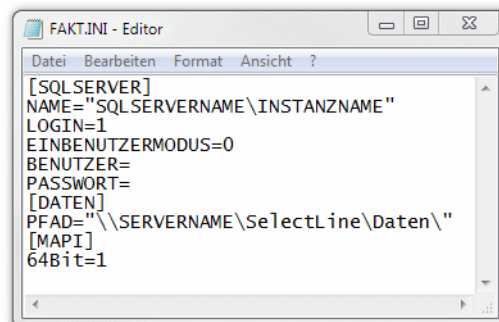 FAKT.INI - Editor
Datei Bearbeiten Format Ansicht ?
[SQLSERVER]
NAME="SQLSERVERNAME\INSTANZNAME"
LOGIN=1
EINBENUTZERMODUS=0
BENUTZER=
PASSWORT=
[DATEN]
PFAD="\\SERVERNAME\SelectLine\Daten\"
[MAPI]
64Bit=1